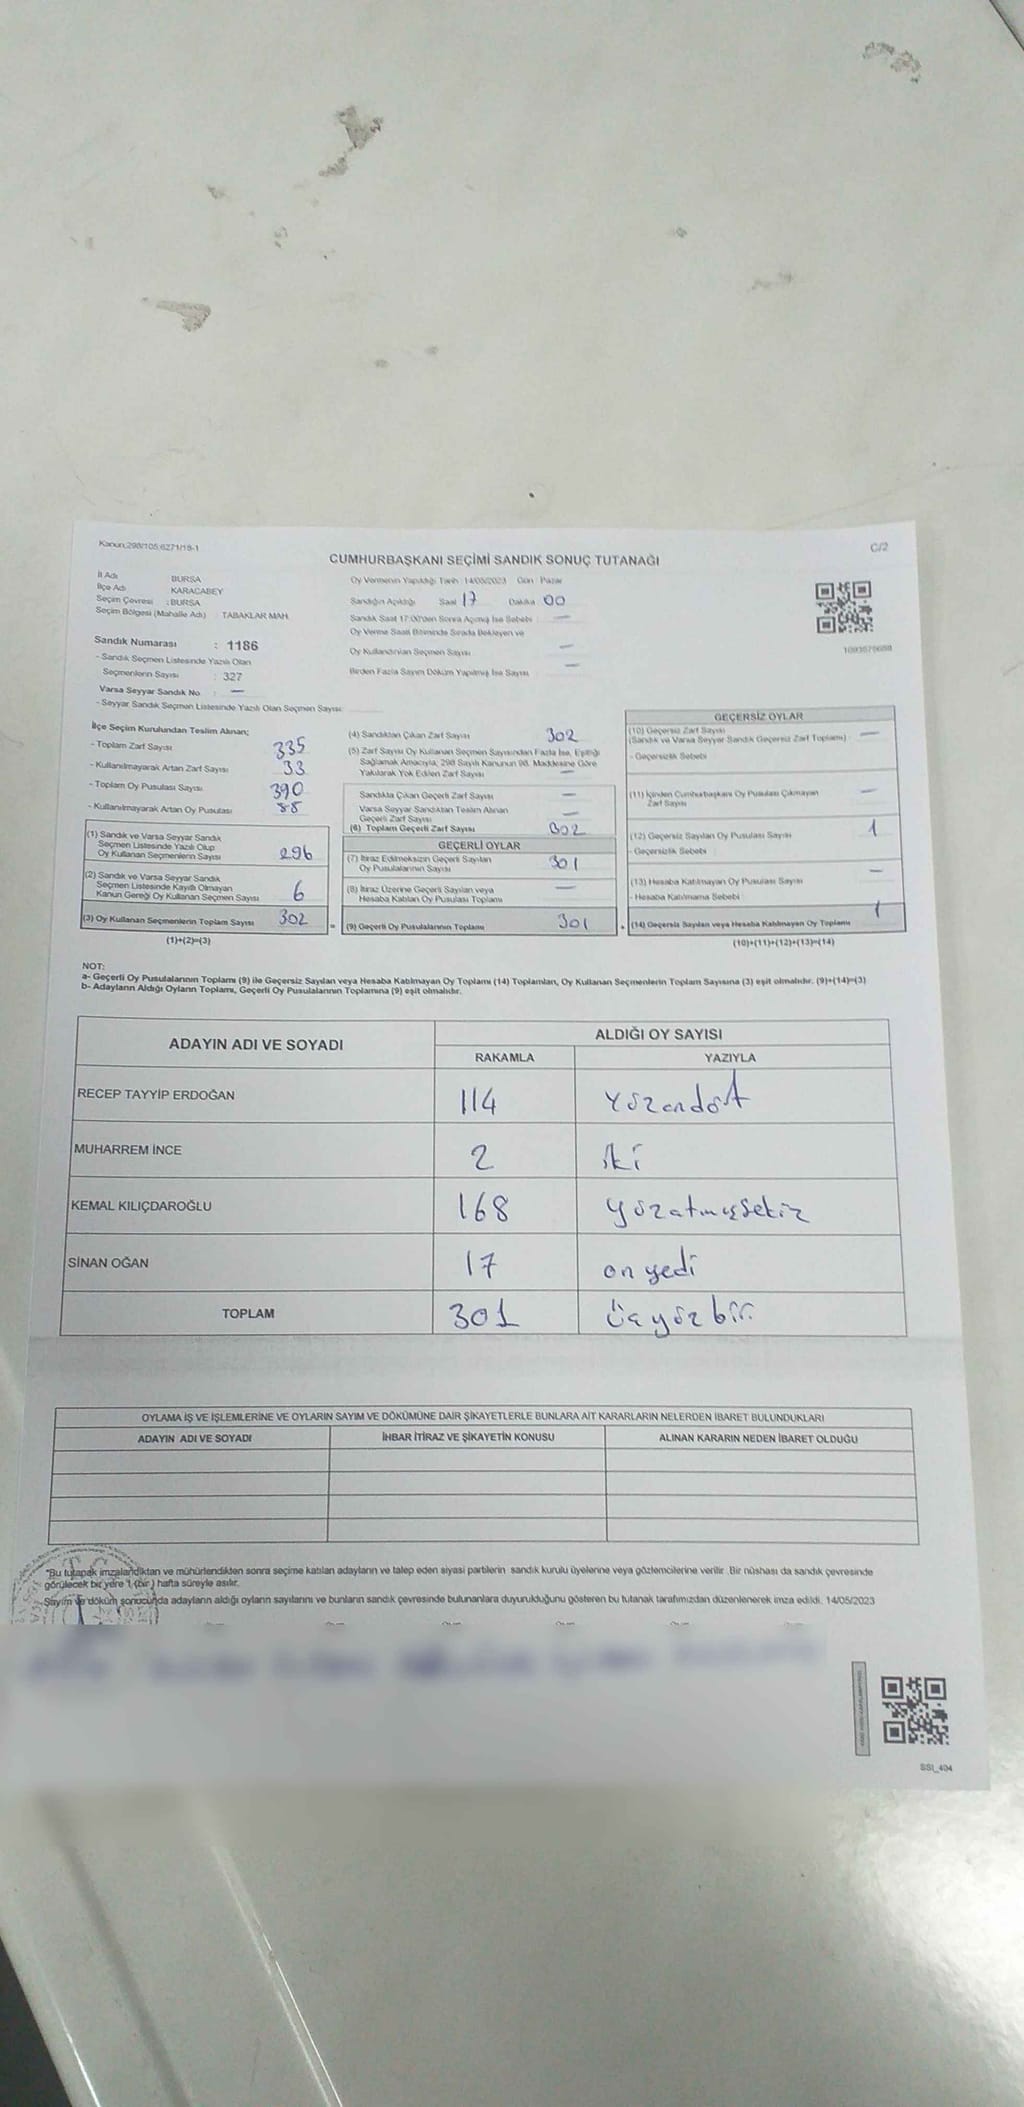 Kanun;298/105;6271/18-1
C/2
CUMHURBAŞKANI SEÇİMİ SANDIK SONUÇ TUTANAĞI
İl Adı : BURSA
İlçe Adı : KARACABEY
Seçim Çevresi : BURSA
Seçim Bölgesi (Mahalle Adı) : TABAKLAR MAH.
Sandık Numarası : 1186
- Sandık Seçmen Listesinde Yazılı Olan
Seçmenlerin Sayısı : 327
Varsa Seyyar Sandık No : —
- Seyyar Sandık Seçmen Listesinde Yazılı Olan Seçmen Sayısı:
Oy Vermenin Yapıldığı Tarih: 14/05/2023 Gün: Pazar
Sandığın Açıldığı Saat 17 Dakika 00
Sandık Saat 17:00'den Sonra Açılmış İse Sebebi : —
Oy Verme Saati Bitiminde Sırada Bekleyen ve
Oy Kullandırılan Seçmen Sayısı —
Birden Fazla Sayım Döküm Yapılmış İse Sayısı —
1093870688
İlçe Seçim Kurulundan Teslim Alınan;
- Toplam Zarf Sayısı 335
- Kullanılmayarak Artan Zarf Sayısı 33
- Toplam Oy Pusulası Sayısı 390
- Kullanılmayarak Artan Oy Pusulası 88
(1) Sandık ve Varsa Seyyar Sandık
Seçmen Listesinde Yazılı Olup
Oy Kullanan Seçmenlerin Sayısı 296
(2) Sandık ve Varsa Seyyar Sandık
Seçmen Listesinde Kayıtlı Olmayan
Kanun Gereği Oy Kullanan Seçmen Sayısı 6
(3) Oy Kullanan Seçmenlerin Toplam Sayısı 302
(1)+(2)=(3)
(4) Sandıktan Çıkan Zarf Sayısı 302
(5) Zarf Sayısı Oy Kullanan Seçmen Sayısından Fazla İse, Eşitliği
Sağlamak Amacıyla, 298 Sayılı Kanunun 98. Maddesine Göre
Yakılarak Yok Edilen Zarf Sayısı —
Sandıkta Çıkan Geçerli Zarf Sayısı —
Varsa Seyyar Sandıktan Teslim Alınan
Geçerli Zarf Sayısı —
(6) Toplam Geçerli Zarf Sayısı 302
GEÇERLİ OYLAR
(7) İtiraz Edilmeksizin Geçerli Sayılan
Oy Pusulalarının Sayısı 301
(8) İtiraz Üzerine Geçerli Sayılan veya
Hesaba Katılan Oy Pusulası Toplamı —
= (9) Geçerli Oy Pusulalarının Toplamı 301
GEÇERSİZ OYLAR
(10) Geçersiz Zarf Sayısı
(Sandık ve Varsa Seyyar Sandık Geçersiz Zarf Toplamı) : —
- Geçersizlik Sebebi
(11) İçinden Cumhurbaşkanı Oy Pusulası Çıkmayan
Zarf Sayısı —
(12) Geçersiz Sayılan Oy Pusulası Sayısı 1
- Geçersizlik Sebebi
(13) Hesaba Katılmayan Oy Pusulası Sayısı —
- Hesaba Katılmama Sebebi
+ (14) Geçersiz Sayılan veya Hesaba Katılmayan Oy Toplamı 1
(10)+(11)+(12)+(13)=(14)
NOT:
a- Geçerli Oy Pusulalarının Toplamı (9) ile Geçersiz Sayılan veya Hesaba Katılmayan Oy Toplamı (14) Toplamları, Oy Kullanan Seçmenlerin Toplam Sayısına (3) eşit olmalıdır. (9)+(14)=(3)
b- Adayların Aldığı Oyların Toplamı, Geçerli Oy Pusulalarının Toplamına (9) eşit olmalıdır.
ADAYIN ADI VE SOYADI
ALDIĞI OY SAYISI
RAKAMLA YAZIYLA
RECEP TAYYİP ERDOĞAN 114 yüzondört
MUHARREM İNCE 2 iki
KEMAL KILIÇDAROĞLU 168 yüzatmışsekiz
SİNAN OĞAN 17 on yedi
TOPLAM 301 üçyüz bir
OYLAMA İŞ VE İŞLEMLERİNE VE OYLARIN SAYIM VE DÖKÜMÜNE DAİR ŞİKAYETLERLE BUNLARA AİT KARARLARIN NELERDEN İBARET BULUNDUKLARI
ADAYIN ADI VE SOYADI İHBAR İTİRAZ VE ŞİKAYETİN KONUSU ALINAN KARARIN NEDEN İBARET OLDUĞU
"Bu tutanak imzalandıktan ve mühürlendikten sonra seçime katılan adayların ve talep eden siyasi partilerin sandık kurulu üyelerine veya gözlemcilerine verilir. Bir nüshası da sandık çevresinde
görülecek bir yere 1 (bir) hafta süreyle asılır.
Sayım ve döküm sonucunda adayların aldığı oyların sayılarını ve bunların sandık çevresinde bulunanlara duyurulduğunu gösteren bu tutanak tarafımızdan düzenlenerek imza edildi. 14/05/2023
SSI_404